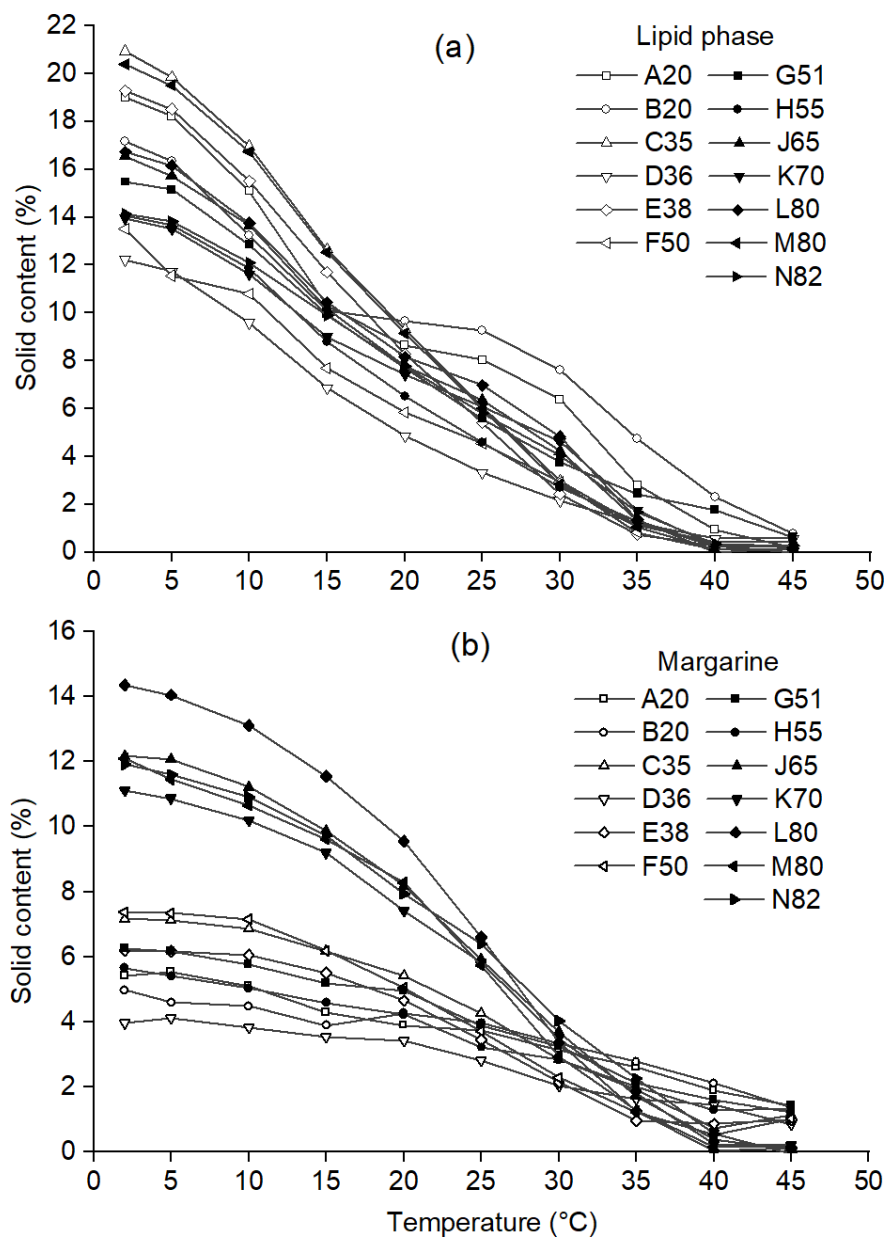 (a)
Lipid phase
A20 G51
B20 H55
C35 J65
D36 K70
E38 L80
F50 M80
N82
Solid content (%)
22
20
18
16
14
12
10
8
6
4
2
0
0 5 10 15 20 25 30 35 40 45 50
(b)
Margarine
A20 G51
B20 H55
C35 J65
D36 K70
E38 L80
F50 M80
N82
Solid content (%)
16
14
12
10
8
6
4
2
0
0 5 10 15 20 25 30 35 40 45 50
Temperature (°C)